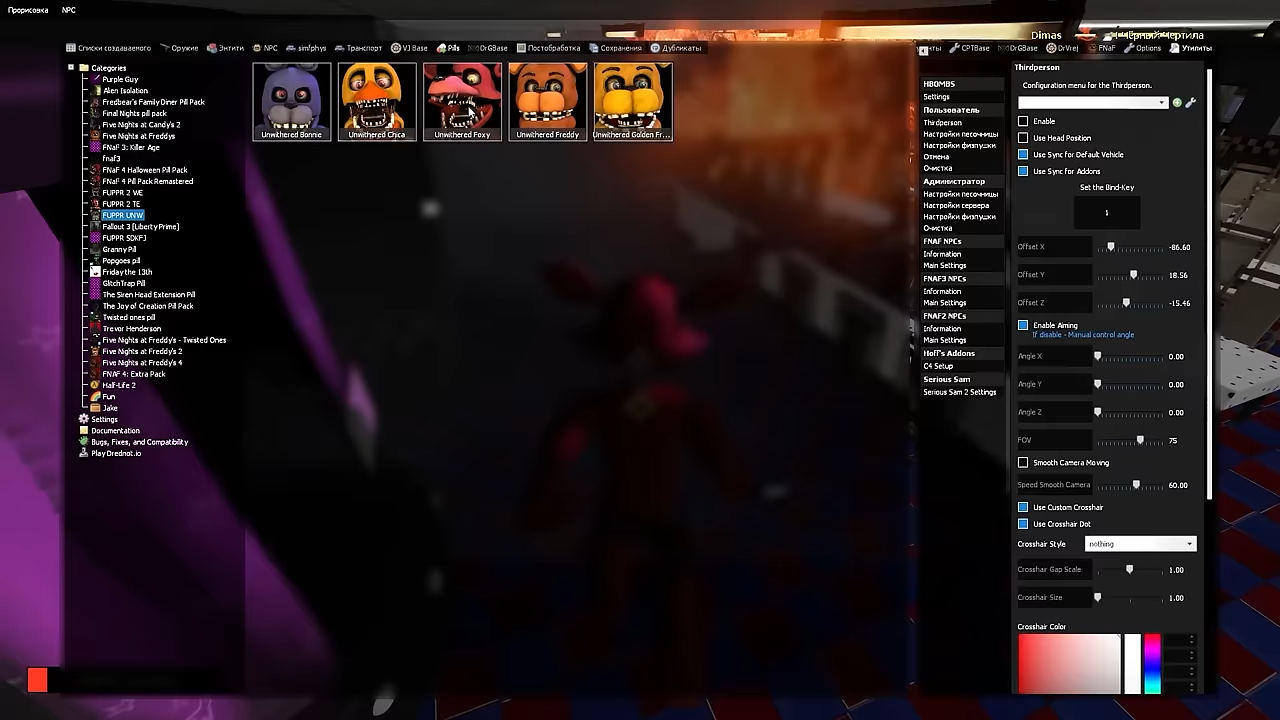 Прорисовка NPC
Dimas
Списки создаваемого Оружие Энтити NPC simfphys Транспорт VJ Base Pills DrGBase Постобработка Сохранения Дубликаты
нты CPTBase DrGBase DrVrej FNaF Options Утилиты
Categories
Purple Guy
Alen Isolation
Fredbear's Family Diner Pill Pack
Final Nights pill pack
Five Nights at Candy's 2
Five Nights at Freddys
FNaF 3: Killer Age
fnaf3
FNaF 4 Halloween Pill Pack
FNaF 4 Pill Pack Remastered
FUPPR 2 WE
FUPPR 2 TE
FUPPR UNW
Fallout 3 [Liberty Prime]
FUPPR SDKFJ
Granny Pill
Popgoes pill
Friday the 13th
GlitchTrap Pill
The Siren Head Extension Pill
The Joy of Creation Pill Pack
Twisted ones pill
Trevor Henderson
Five Nights at Freddy's - Twisted Ones
Five Nights at Freddy's 2
Five Nights at Freddy's 4
FNAF 4: Extra Pack
Half-Life 2
Fun
Jake
Settings
Documentation
Bugs, Fixes, and Compatibility
Play Drednot.io
Unwithered Bonnie
Unwithered Chica
Unwithered Foxy
Unwithered Freddy
Unwithered Golden Fr...
HBOMBS
Settings
Пользователь
Thirdperson
Настройки песочницы
Настройки физпушки
Отмена
Очистка
Администратор
Настройки песочницы
Настройки сервера
Настройки физпушки
Очистка
FNAF NPCs
Information
Main Settings
FNAF3 NPCs
Information
Main Settings
FNAF2 NPCs
Information
Main Settings
Hoff's Addons
C4 Setup
Serious Sam
Serious Sam 2 Settings
Thirdperson
Configuration menu for the Thirdperson.
Enable
Use Head Position
Use Sync for Default Vehicle
Use Sync for Addons
Set the Bind-Key
1
Offset X -86.60
Offset Y 18.56
Offset Z -15.46
Enable Aiming
If disable - Manual control angle
Angle X 0.00
Angle Y 0.00
Angle Z 0.00
FOV 75
Smooth Camera Moving
Speed Smooth Camera 60.00
Use Custom Crosshair
Use Crosshair Dot
Crosshair Style nothing
Crosshair Gap Scale 1.00
Crosshair Size 1.00
Crosshair Color